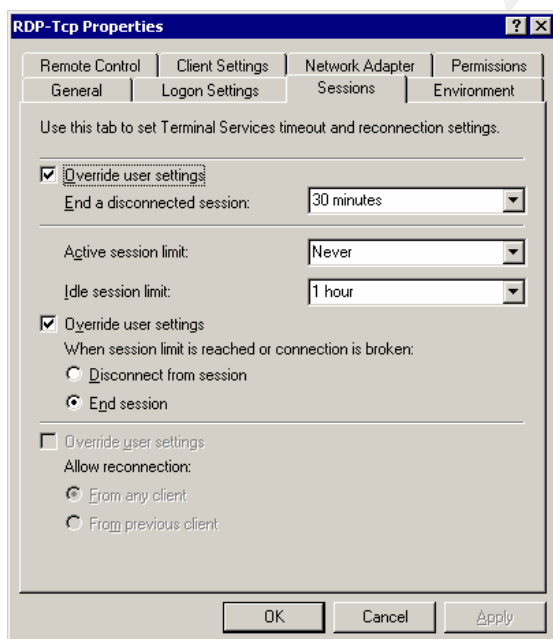 RDP-Tcp Properties
Remote Control Client Settings Network Adapter Permissions
General Logon Settings Sessions Environment
Use this tab to set Terminal Services timeout and reconnection settings.
Override user settings
End a disconnected session: 30 minutes
Active session limit: Never
Idle session limit: 1 hour
Override user settings
When session limit is reached or connection is broken:
Disconnect from session
End session
Override user settings
Allow reconnection:
From any client
From previous client
OK Cancel Apply